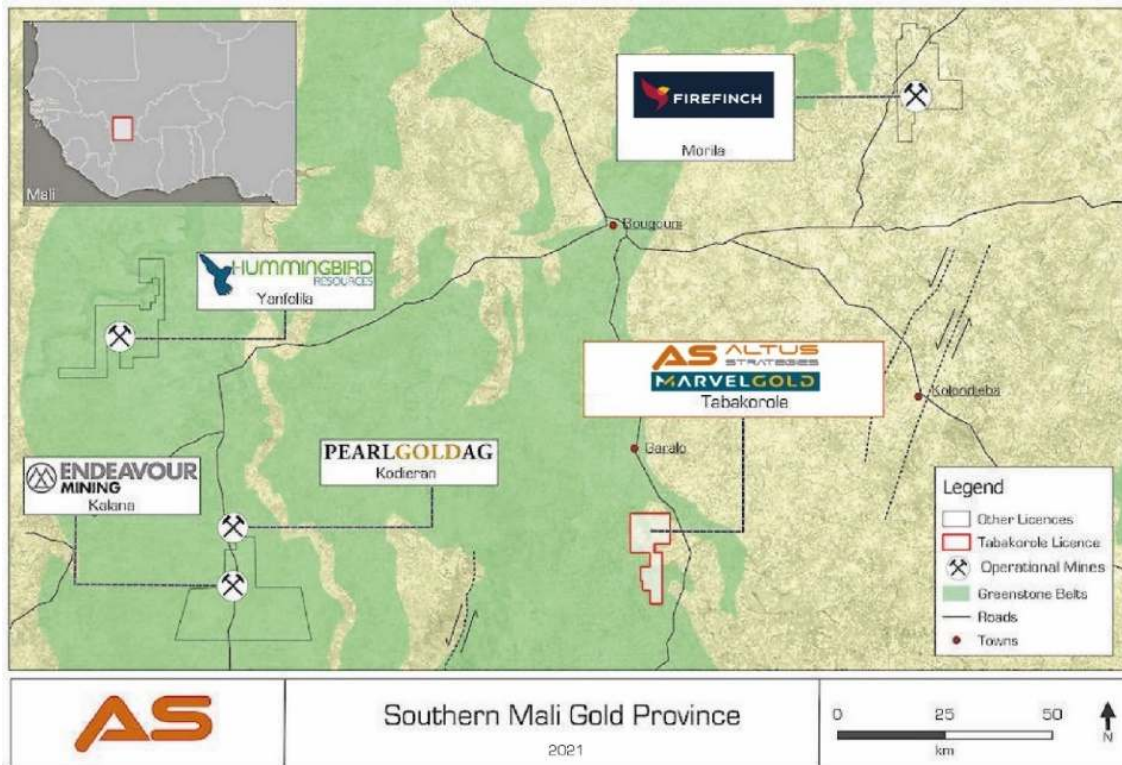 Mali
FIREFINCH
Morila
Bougouni
HUMMINGBIRD
RESOURCES
Yanfolila
AS ALTUS
STRATEGIES
MARVELGOLD
Tabakorole
Kolondieba
Garalo
PEARLGOLDAG
Kodieran
ENDEAVOUR
MINING
Kalana
Legend
Other Licences
Tabakorole Licence
Operational Mines
Greenstone Belts
Roads
Towns
AS
Southern Mali Gold Province
2021
0 25 50
km
N